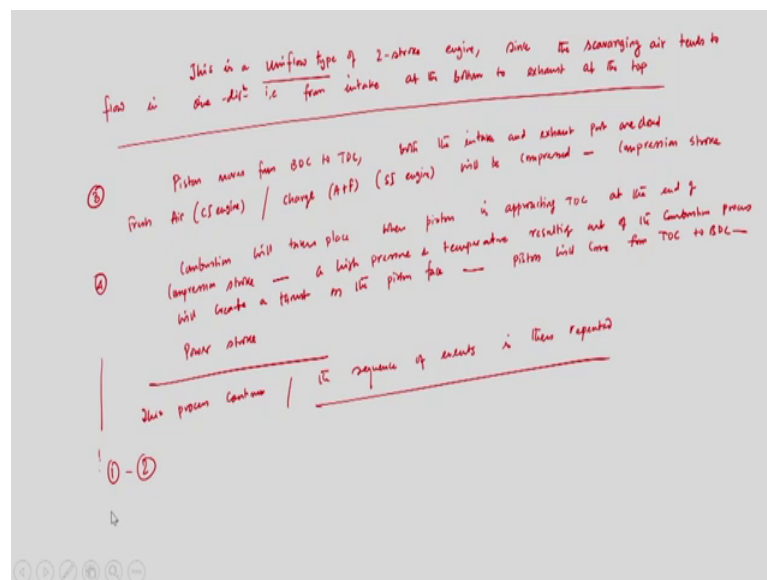 This is a uniflow type of 2-stroke engine, since the scavanging air tends to
flow in one-dirⁿ i.e from intake at the bottom to exhaust at the top
③ Piston moves from BDC to TDC, both the intake and exhaust port are closed
Fresh Air (CI engine) / Charge (A+F) (SI engine) will be compressed — Compression stroke
④ Combustion will taken place when piston is approaching TDC at the end of
Compression stroke — a high pressure & temperature resulting out of the Combustion process
will create a thrust on the piston face — piston will come from TDC to BDC —
Power stroke
This process continue / the sequence of events is then repeated
① - ②